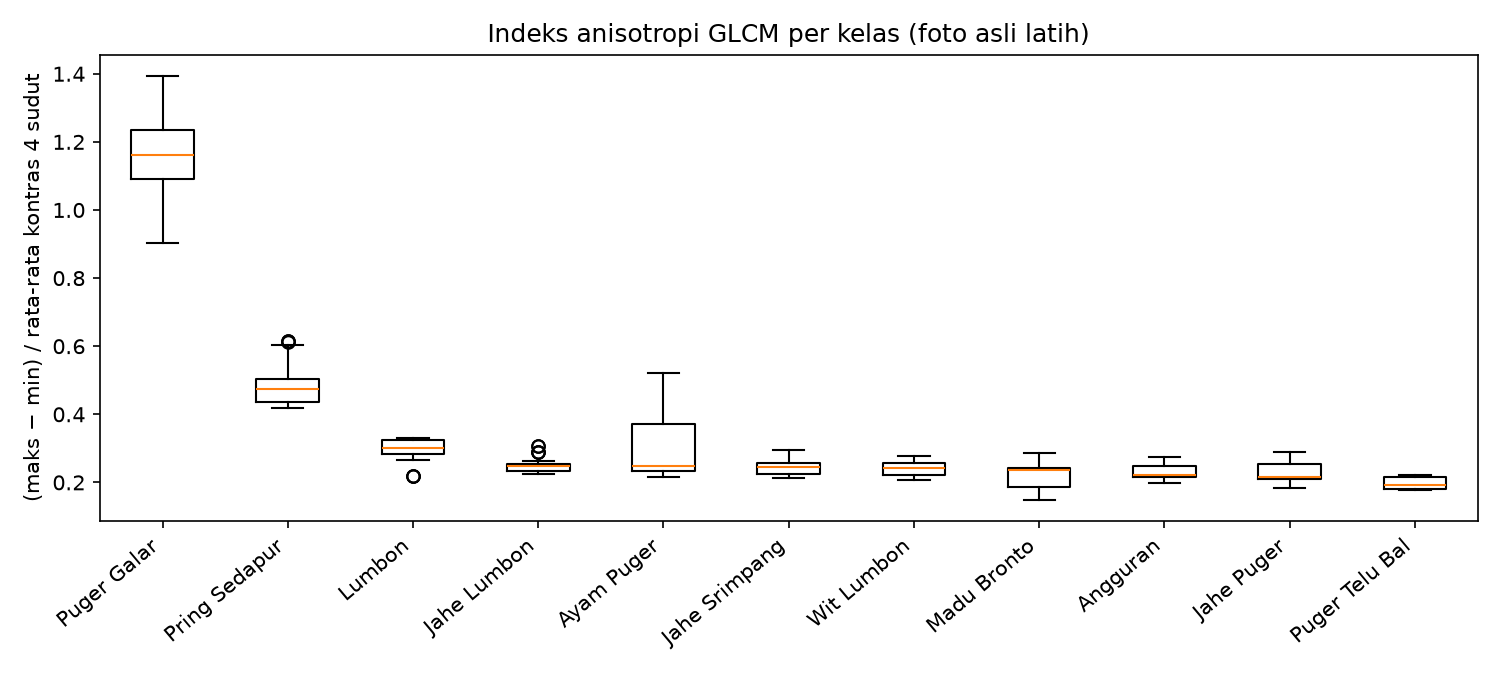 Indeks anisotropi GLCM per kelas (foto asli latih)
(maks − min) / rata-rata kontras 4 sudut
1.4
1.2
1.0
0.8
0.6
0.4
0.2
Puger Galar
Pring Sedapur
Lumbon
Jahe Lumbon
Ayam Puger
Jahe Srimpang
Wit Lumbon
Madu Bronto
Angguran
Jahe Puger
Puger Telu Bal